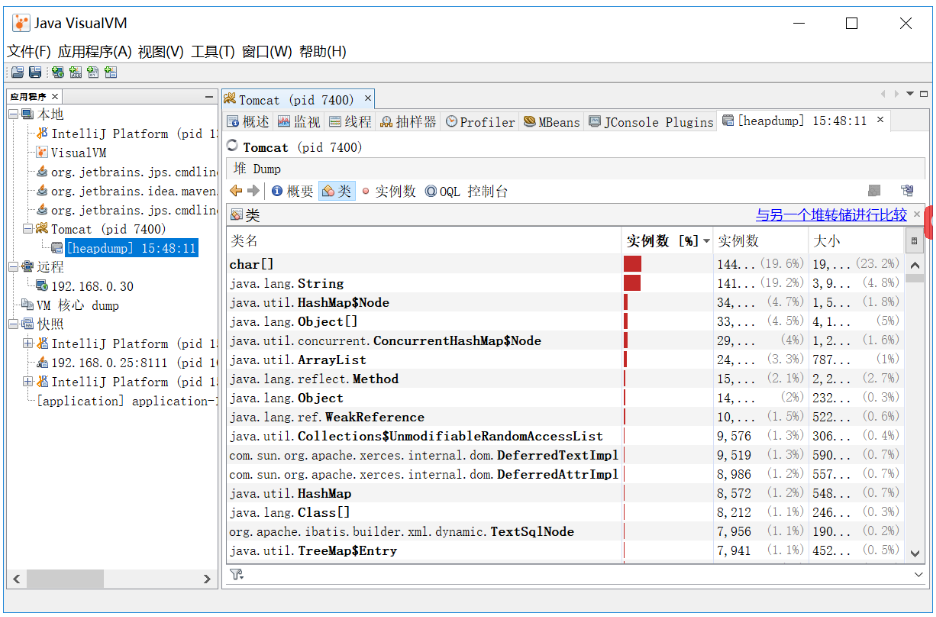 Java VisualVM
文件(F) 应用程序(A) 视图(V) 工具(T) 窗口(W) 帮助(H)
应用程序 ×
本地
IntelliJ Platform (pid 1
VisualVM
org.jetbrains.jps.cmdlin
org.jetbrains.idea.maven.
org.jetbrains.jps.cmdlin
Tomcat (pid 7400)
[heapdump] 15:48:11
远程
192.168.0.30
VM 核心 dump
快照
IntelliJ Platform (pid 1
192.168.0.25:8111 (pid 1
IntelliJ Platform (pid 1
[application] application-
Tomcat (pid 7400) ×
概述 监视 线程 抽样器 Profiler MBeans JConsole Plugins [heapdump] 15:48:11 ×
Tomcat (pid 7400)
堆 Dump
概要 类 实例数 OQL 控制台
类 与另一个堆转储进行比较 ×
类名 实例数 [%] 实例数 大小
char[] 144... (19.6%) 19,... (23.2%)
java.lang.String 141... (19.2%) 3,9... (4.8%)
java.util.HashMap$Node 34,... (4.7%) 1,5... (1.8%)
java.lang.Object[] 33,... (4.5%) 4,1... (5%)
java.util.concurrent.ConcurrentHashMap$Node 29,... (4%) 1,2... (1.6%)
java.util.ArrayList 24,... (3.3%) 787... (1%)
java.lang.reflect.Method 15,... (2.1%) 2,2... (2.7%)
java.lang.Object 14,... (2%) 232... (0.3%)
java.lang.ref.WeakReference 10,... (1.5%) 522... (0.6%)
java.util.Collections$UnmodifiableRandomAccessList 9,576 (1.3%) 306... (0.4%)
com.sun.org.apache.xerces.internal.dom.DeferredTextImpl 9,519 (1.3%) 590... (0.7%)
com.sun.org.apache.xerces.internal.dom.DeferredAttrImpl 8,986 (1.2%) 557... (0.7%)
java.util.HashMap 8,572 (1.2%) 548... (0.7%)
java.lang.Class[] 8,212 (1.1%) 246... (0.3%)
org.apache.ibatis.builder.xml.dynamic.TextSqlNode 7,956 (1.1%) 190... (0.2%)
java.util.TreeMap$Entry 7,941 (1.1%) 452... (0.5%)